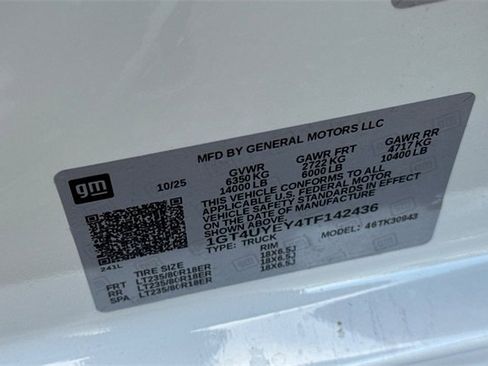 gm
MFD BY GENERAL MOTORS LLC
10/25 GVWR GAWR FRT GAWR RR
6350 KG 2722 KG 4717 KG
14000 LB 6000 LB 10400 LB
THIS VEHICLE CONFORMS TO ALL
APPLICABLE U.S. FEDERAL MOTOR
VEHICLE SAFETY STANDARDS IN EFFECT
ON THE DATE OF MANUFACTURE
SHOWN ABOVE.
1GT4UYEY4TF142436
TYPE: TRUCK MODEL: 46TK30943
241L
TIRE SIZE RIM
FRT LT235/80R18ER 18X6.5J
RR LT235/80R18ER 18X6.5J
SPA LT235/80R18ER 18X6.5J